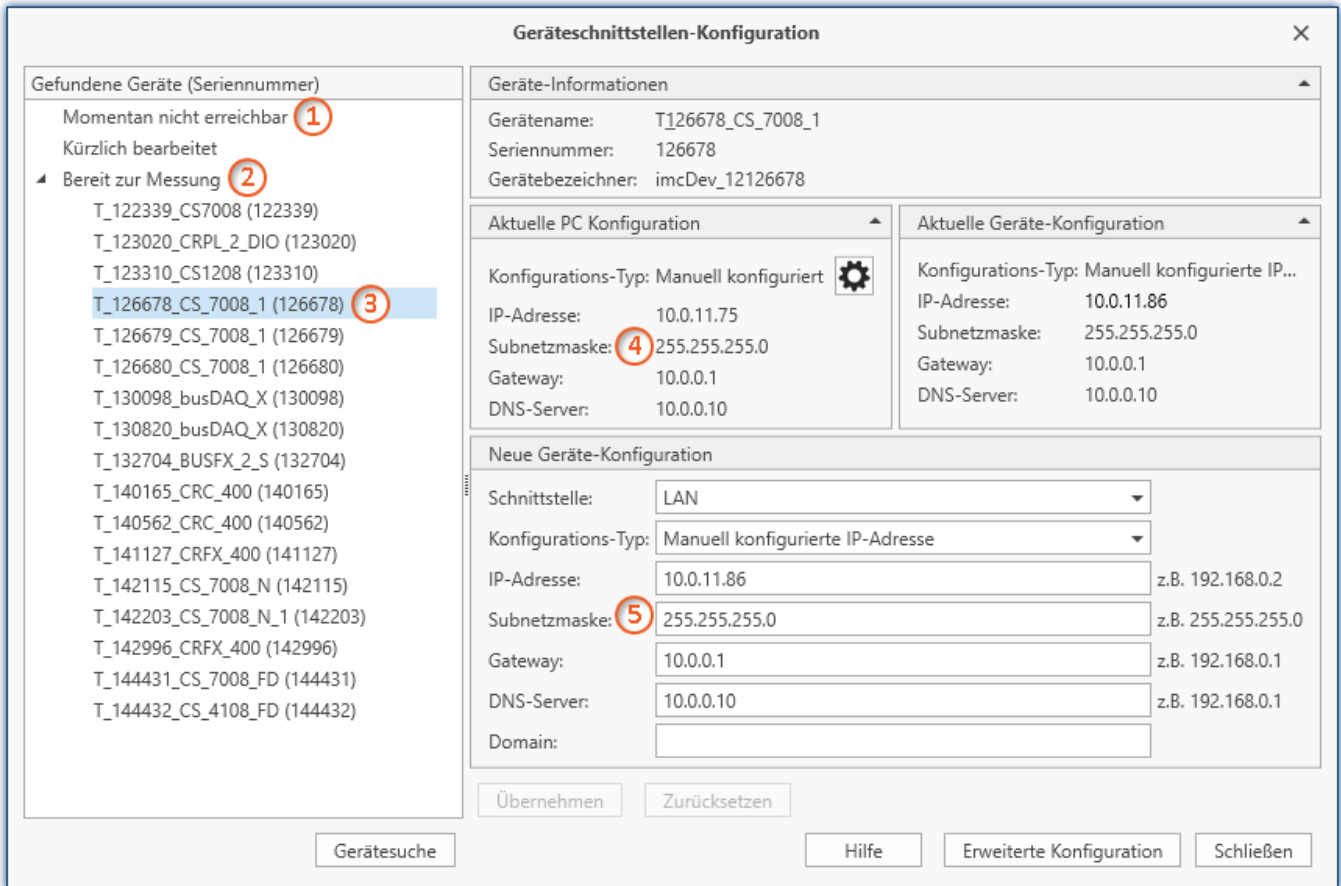 Geräteschnittstellen-Konfiguration
Gefundene Geräte (Seriennummer)
Momentan nicht erreichbar 1
Kürzlich bearbeitet
Bereit zur Messung 2
T_122339_CS7008 (122339)
T_123020_CRPL_2_DIO (123020)
T_123310_CS1208 (123310)
T_126678_CS_7008_1 (126678) 3
T_126679_CS_7008_1 (126679)
T_126680_CS_7008_1 (126680)
T_130098_busDAQ_X (130098)
T_130820_busDAQ_X (130820)
T_132704_BUSFX_2_S (132704)
T_140165_CRC_400 (140165)
T_140562_CRC_400 (140562)
T_141127_CRFX_400 (141127)
T_142115_CS_7008_N (142115)
T_142203_CS_7008_N_1 (142203)
T_142996_CRFX_400 (142996)
T_144431_CS_7008_FD (144431)
T_144432_CS_4108_FD (144432)
Gerätesuche
Geräte-Informationen
Gerätename: T126678_CS_7008_1
Seriennummer: 126678
Gerätebezeichner: imcDev_12126678
Aktuelle PC Konfiguration
Konfigurations-Typ: Manuell konfiguriert
IP-Adresse: 10.0.11.75
Subnetzmaske: 4 255.255.255.0
Gateway: 10.0.0.1
DNS-Server: 10.0.0.10
Aktuelle Geräte-Konfiguration
Konfigurations-Typ: Manuell konfigurierte IP...
IP-Adresse: 10.0.11.86
Subnetzmaske: 255.255.255.0
Gateway: 10.0.0.1
DNS-Server: 10.0.0.10
Neue Geräte-Konfiguration
Schnittstelle: LAN
Konfigurations-Typ: Manuell konfigurierte IP-Adresse
IP-Adresse: 10.0.11.86 z.B. 192.168.0.2
Subnetzmaske: 5 255.255.255.0 z.B. 255.255.255.0
Gateway: 10.0.0.1 z.B. 192.168.0.1
DNS-Server: 10.0.0.10 z.B. 192.168.0.1
Domain:
Übernehmen Zurücksetzen
Hilfe Erweiterte Konfiguration Schließen